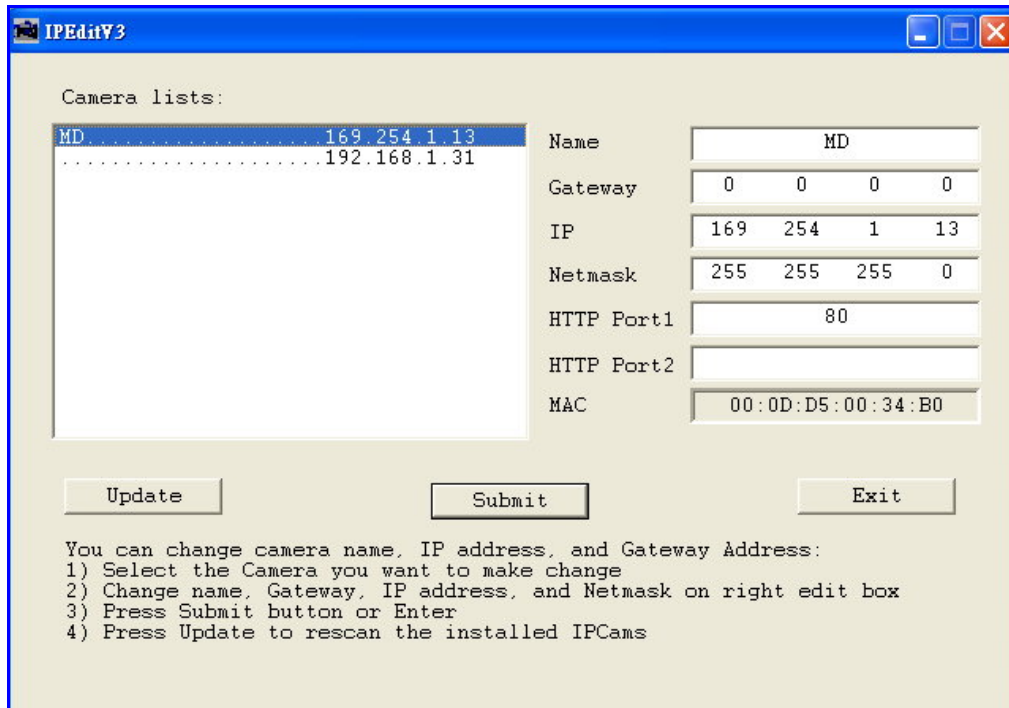 IPEditV3
Camera lists:
MD....................169.254.1.13
......................192.168.1.31
Name MD
Gateway 0 0 0 0
IP 169 254 1 13
Netmask 255 255 255 0
HTTP Port1 80
HTTP Port2
MAC 00:0D:D5:00:34:B0
Update Submit Exit
You can change camera name, IP address, and Gateway Address:
1) Select the Camera you want to make change
2) Change name, Gateway, IP address, and Netmask on right edit box
3) Press Submit button or Enter
4) Press Update to rescan the installed IPCams